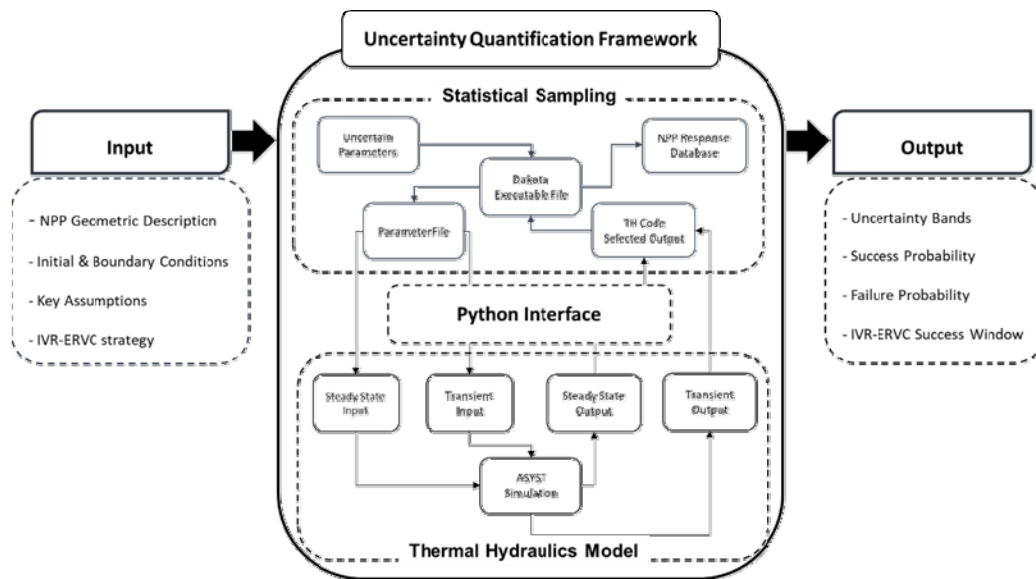 Uncertainty Quantification Framework
Statistical Sampling
Input
- NPP Geometric Description
- Initial & Boundary Conditions
- Key Assumptions
- IVR-ERVC strategy
Uncertain
Parameters
NPP Response
Database
Dakota
Executable File
Parameter File
TH Code
Selected Output
Python Interface
Steady State
Input
Transient
Input
Steady State
Output
Transient
Output
ASYST
Simulation
Thermal Hydraulics Model
Output
- Uncertainty Bands
- Success Probability
- Failure Probability
- IVR-ERVC Success Window